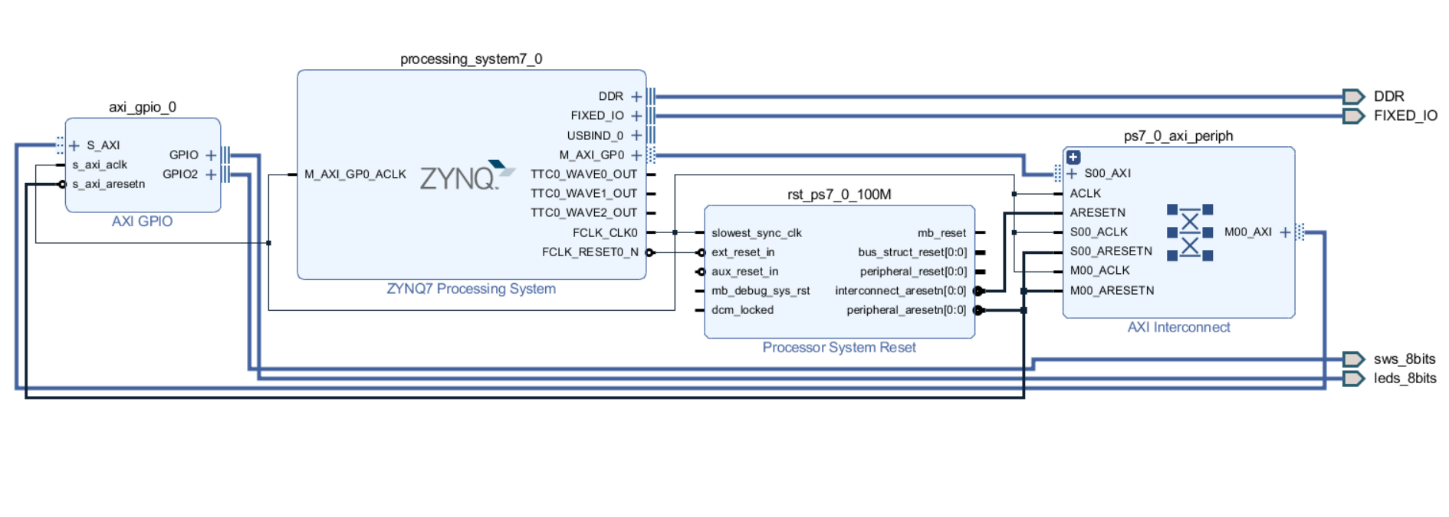 axi_gpio_0
S_AXI
s_axi_aclk
s_axi_aresetn
GPIO
GPIO2
AXI GPIO
processing_system7_0
M_AXI_GP0_ACLK
ZYNQ
DDR
FIXED_IO
USBIND_0
M_AXI_GP0
TTC0_WAVE0_OUT
TTC0_WAVE1_OUT
TTC0_WAVE2_OUT
FCLK_CLK0
FCLK_RESET0_N
ZYNQ7 Processing System
rst_ps7_0_100M
slowest_sync_clk
ext_reset_in
aux_reset_in
mb_debug_sys_rst
dcm_locked
mb_reset
bus_struct_reset[0:0]
peripheral_reset[0:0]
interconnect_aresetn[0:0]
peripheral_aresetn[0:0]
Processor System Reset
ps7_0_axi_periph
S00_AXI
ACLK
ARESETN
S00_ACLK
S00_ARESETN
M00_ACLK
M00_ARESETN
M00_AXI
AXI Interconnect
DDR
FIXED_IO
sws_8bits
leds_8bits